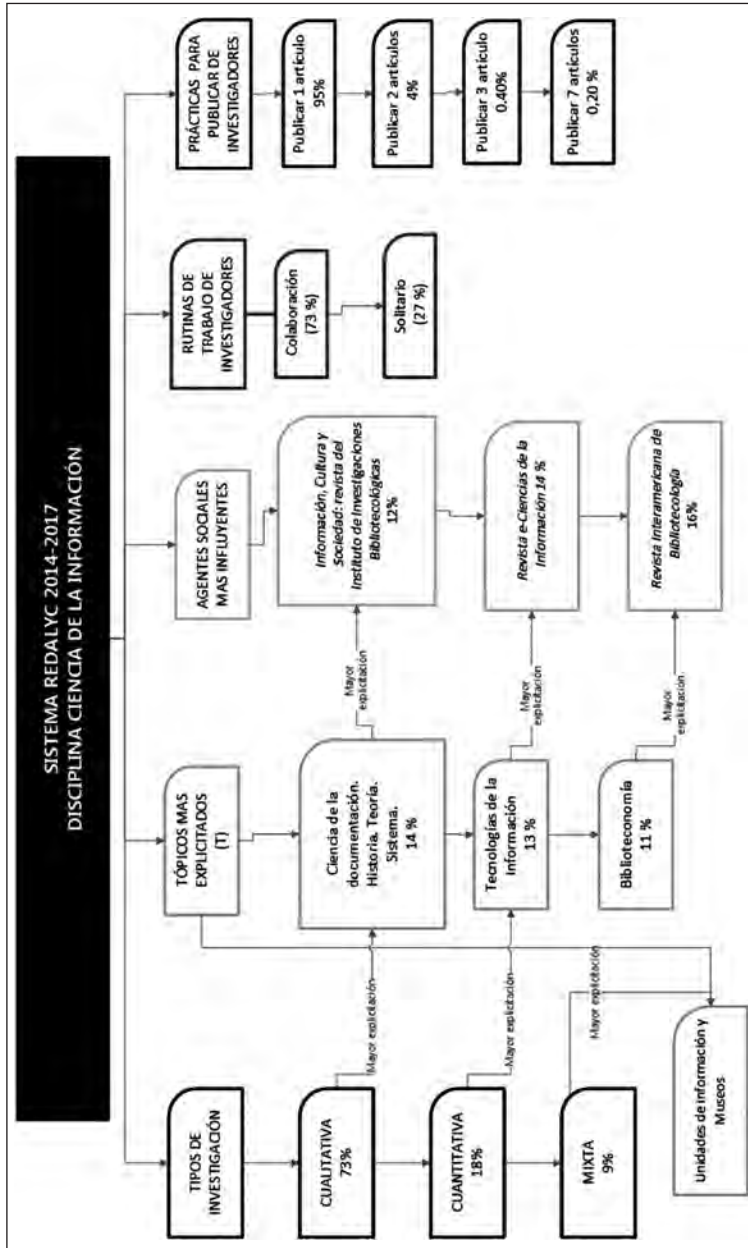 SISTEMA REDALYC 2014-2017
DISCIPLINA CIENCIA DE LA INFORMACIÓN
TIPOS DE
INVESTIGACIÓN
CUALITATIVA
73%
CUANTITATIVA
18%
MIXTA
9%
Mayor explicitación
Mayor explicitación
Mayor explicitación
Unidades de información y
Museos
TÓPICOS MAS
EXPLICITADOS
(T)
Ciencia de la
documentación.
Historia. Teoría.
Sistema.
14 %
Tecnologías de la
Información
13 %
Biblioteconomía
11 %
Mayor
explicitación
Mayor
explicitación
Mayor
explicitación
AGENTES SOCIALES
MAS INFLUYENTES
Información, Cultura y
Sociedad: revista del
Instituto de Investigaciones
Bibliotecológicas
12%
Revista e-Ciencias de la
Información 14 %
Revista Interamericana de
Bibliotecología
16%
RUTINAS DE
TRABAJO DE
INVESTIGADORES
Colaboración
(73 %)
Solitario
(27 %)
PRÁCTICAS PARA
PUBLICAR DE
INVESTIGADORES
Publicar 1 artículo
95%
Publicar 2 artículos
4%
Publicar 3 artículo
0.40%
Publicar 7 artículos
0,20 %